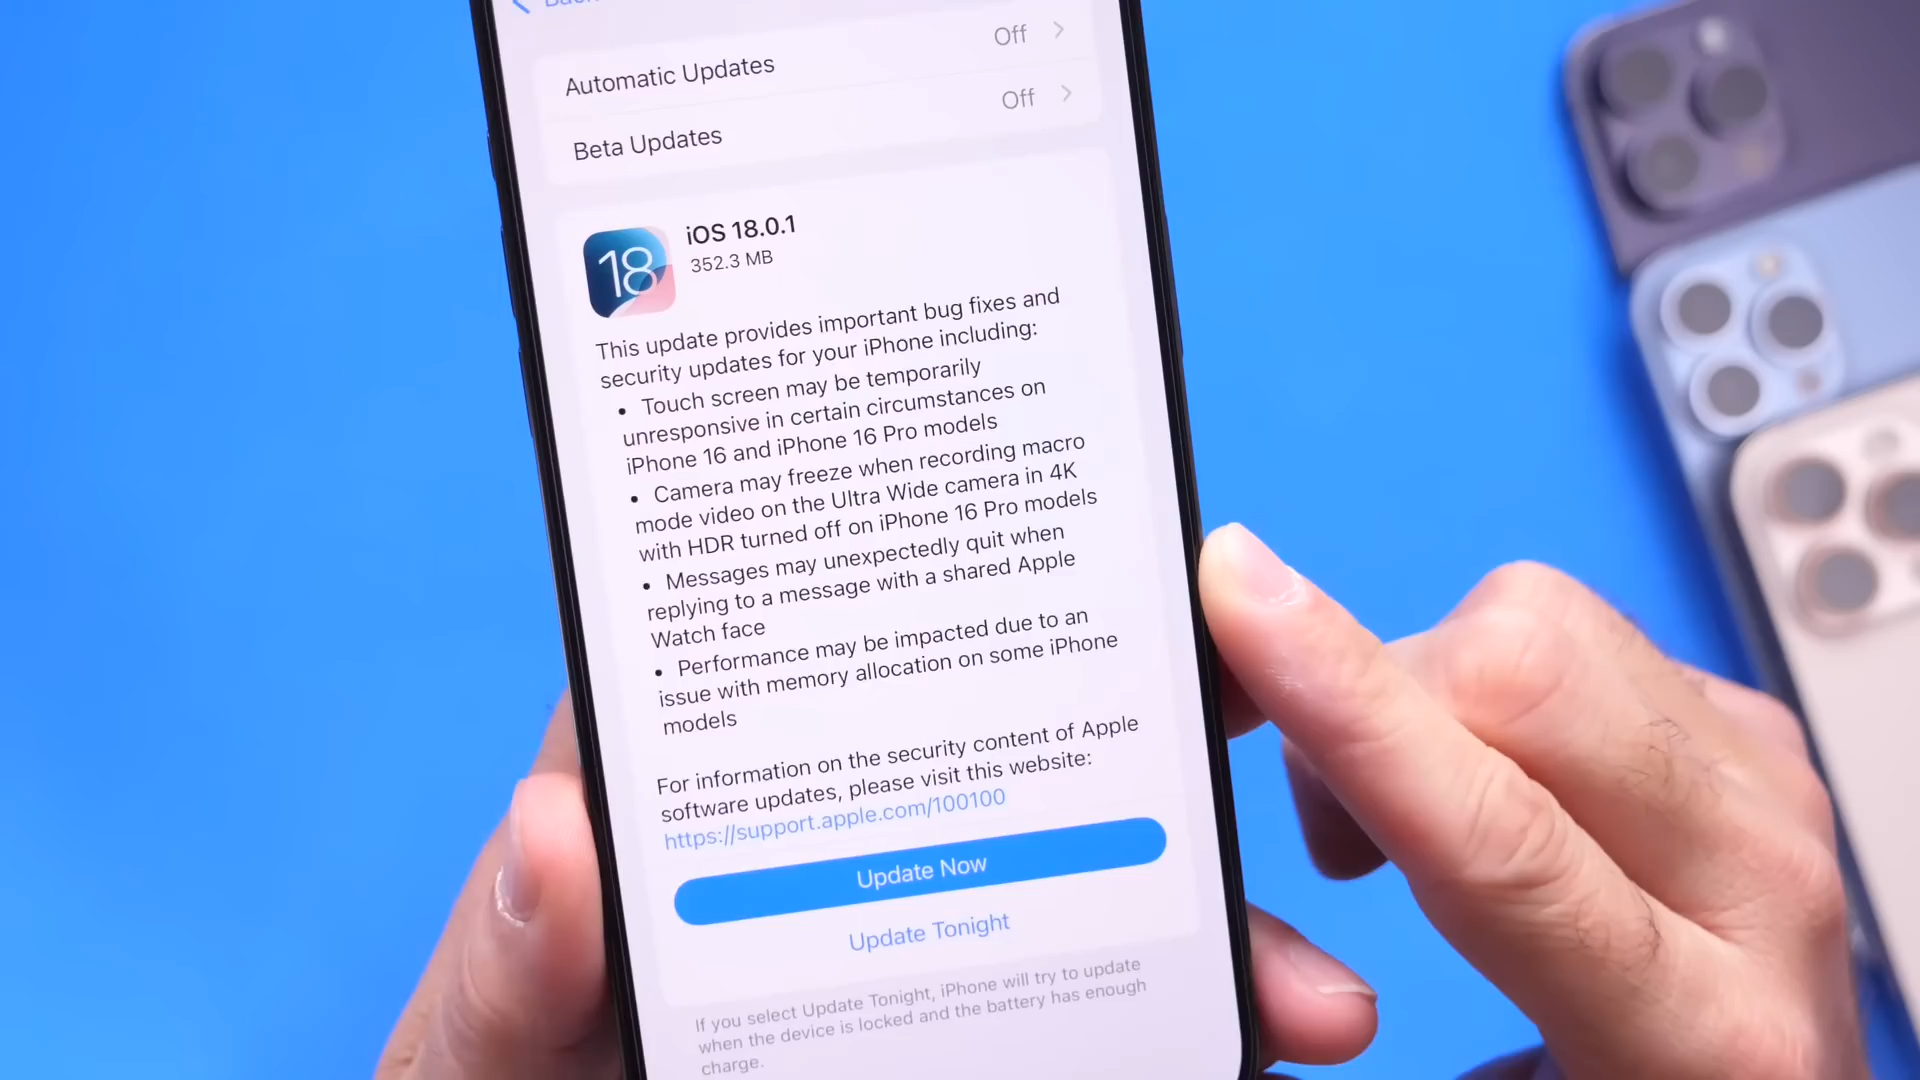 Back
Automatic Updates Off
Beta Updates Off
18
iOS 18.0.1
352.3 MB
This update provides important bug fixes and
security updates for your iPhone including:
• Touch screen may be temporarily
unresponsive in certain circumstances on
iPhone 16 and iPhone 16 Pro models
• Camera may freeze when recording macro
mode video on the Ultra Wide camera in 4K
with HDR turned off on iPhone 16 Pro models
• Messages may unexpectedly quit when
replying to a message with a shared Apple
Watch face
• Performance may be impacted due to an
issue with memory allocation on some iPhone
models
For information on the security content of Apple
software updates, please visit this website:
https://support.apple.com/100100
Update Now
Update Tonight
If you select Update Tonight, iPhone will try to update
when the device is locked and the battery has enough
charge.